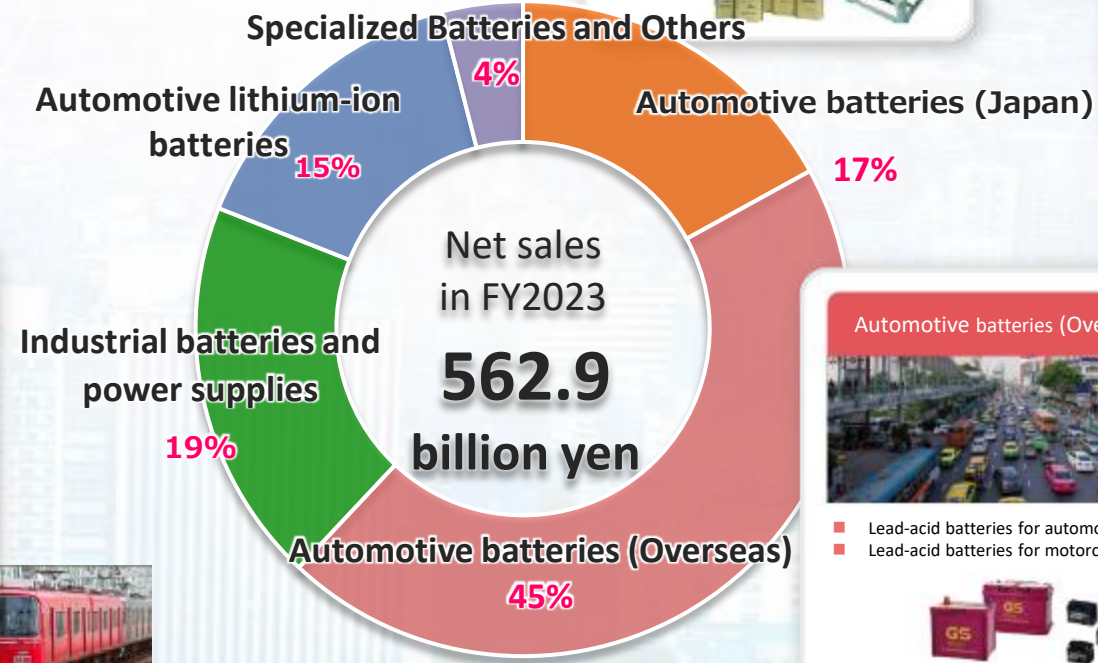 Specialized Batteries and Others
4%
Automotive lithium-ion
batteries
15%
Automotive batteries (Japan)
17%
Net sales
in FY2023
562.9
billion yen
Industrial batteries and
power supplies
19%
Automotive batteries (Overseas)
45%
Automotive batteries (Ove
Lead-acid batteries for automo
Lead-acid batteries for motorc
GS
GS